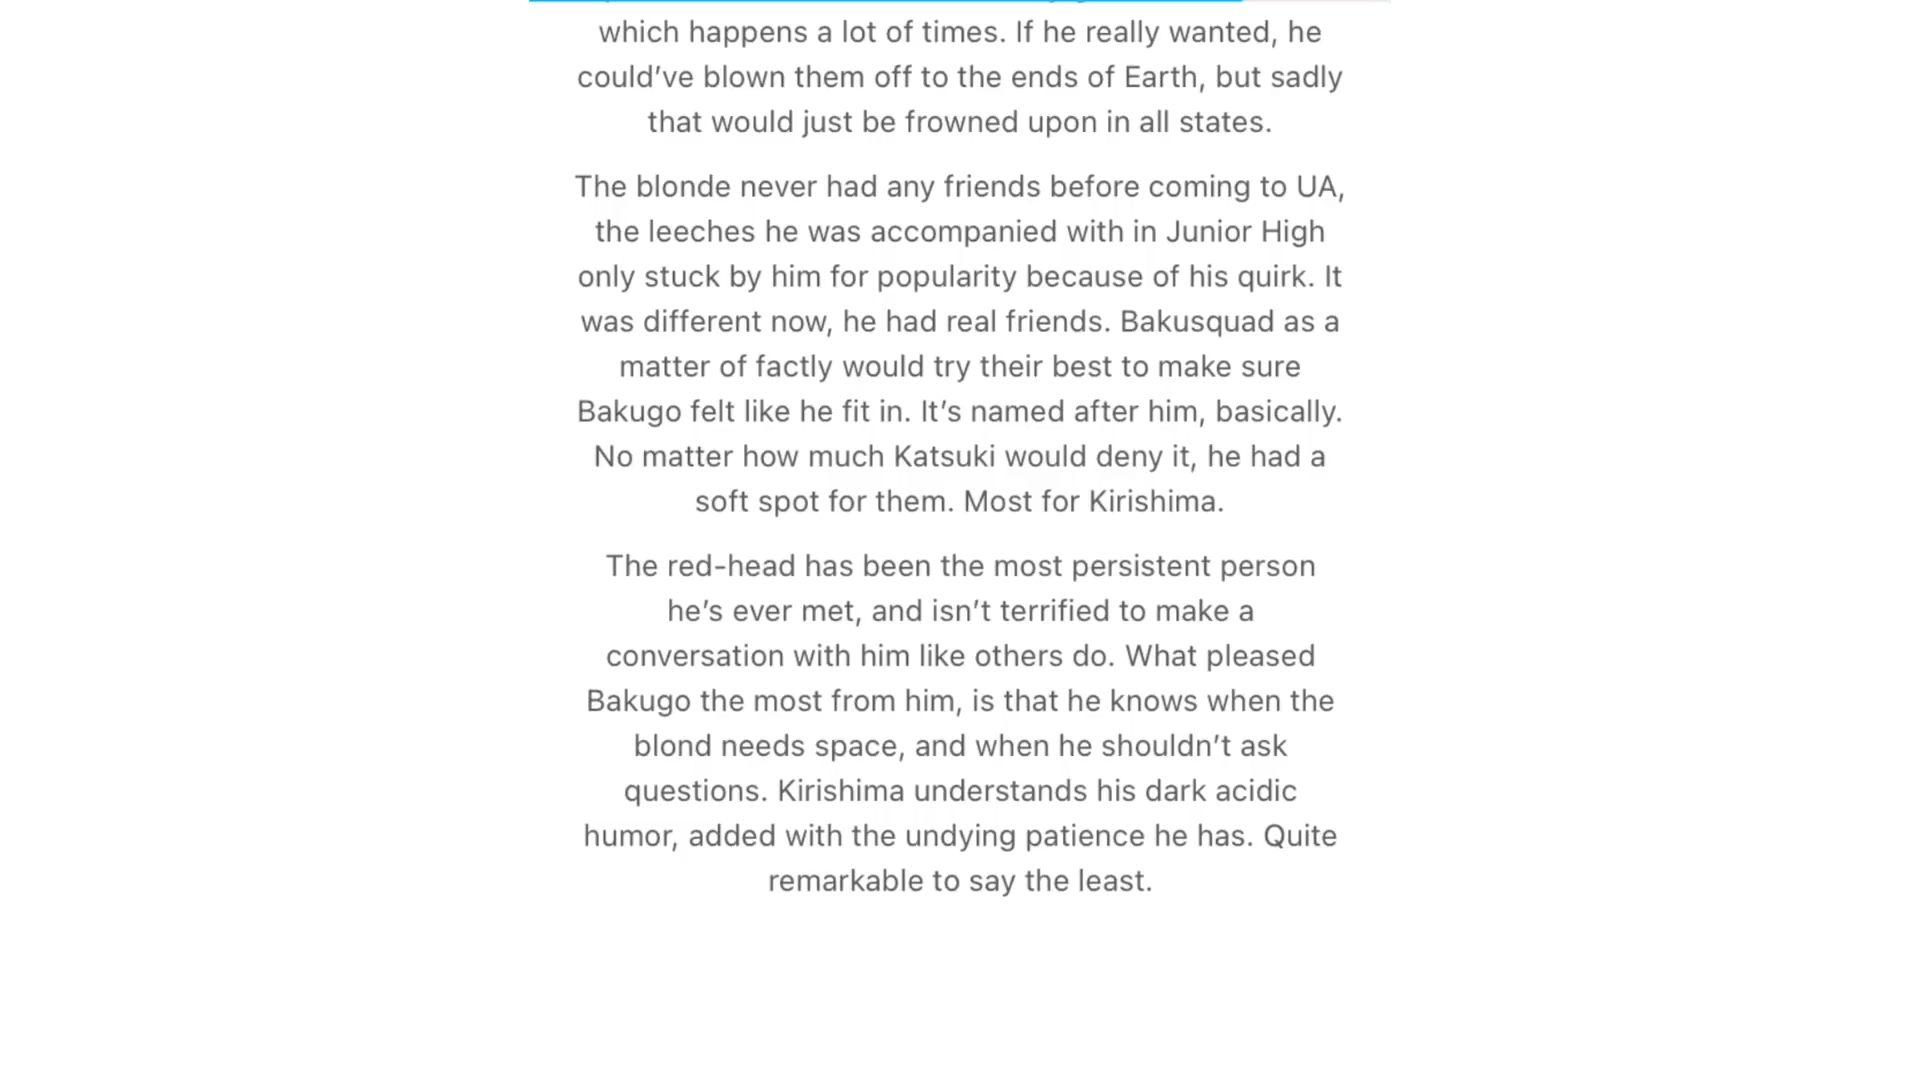 which happens a lot of times. If he really wanted, he
could’ve blown them off to the ends of Earth, but sadly
that would just be frowned upon in all states.
The blonde never had any friends before coming to UA,
the leeches he was accompanied with in Junior High
only stuck by him for popularity because of his quirk. It
was different now, he had real friends. Bakusquad as a
matter of factly would try their best to make sure
Bakugo felt like he fit in. It’s named after him, basically.
No matter how much Katsuki would deny it, he had a
soft spot for them. Most for Kirishima.
The red-head has been the most persistent person
he’s ever met, and isn’t terrified to make a
conversation with him like others do. What pleased
Bakugo the most from him, is that he knows when the
blond needs space, and when he shouldn’t ask
questions. Kirishima understands his dark acidic
humor, added with the undying patience he has. Quite
remarkable to say the least.